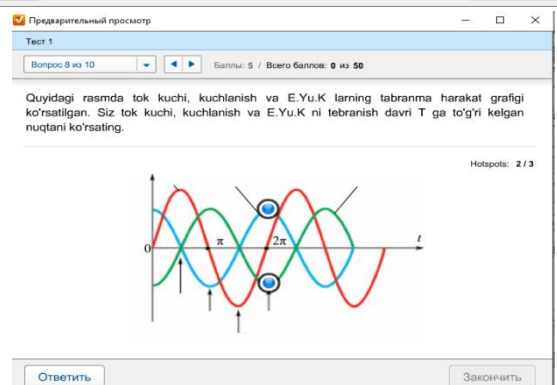 Предварительный просмотр
Тест 1
Вопрос 8 из 10
Баллы: 5 / Всего баллов: 0 из 50
Quyidagi rasmda tok kuchi, kuchlanish va E.Yu.K larning tabranma harakat grafigi
ko'rsatilgan. Siz tok kuchi, kuchlanish va E.Yu.K ni tebranish davri T ga to'g'ri kelgan
nuqtani ko'rsating.
Hotspots: 2 / 3
0 π 2π t
Ответить
Закончить